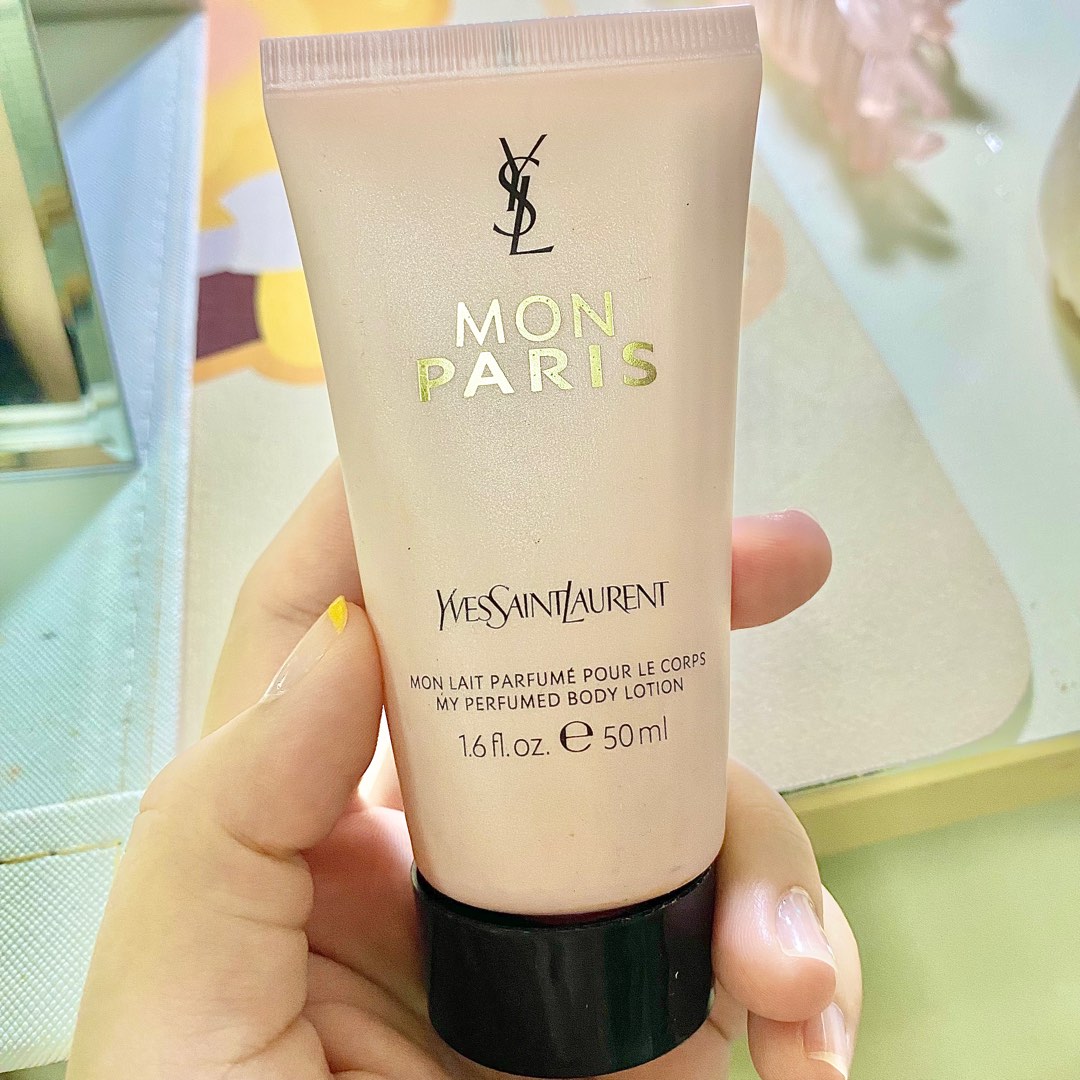 YSL
MON
PARIS
YVESSAINTLAURENT
MON LAIT PARFUMÉ POUR LE CORPS
MY PERFUMED BODY LOTION
1.6 fl.oz. e 50 ml